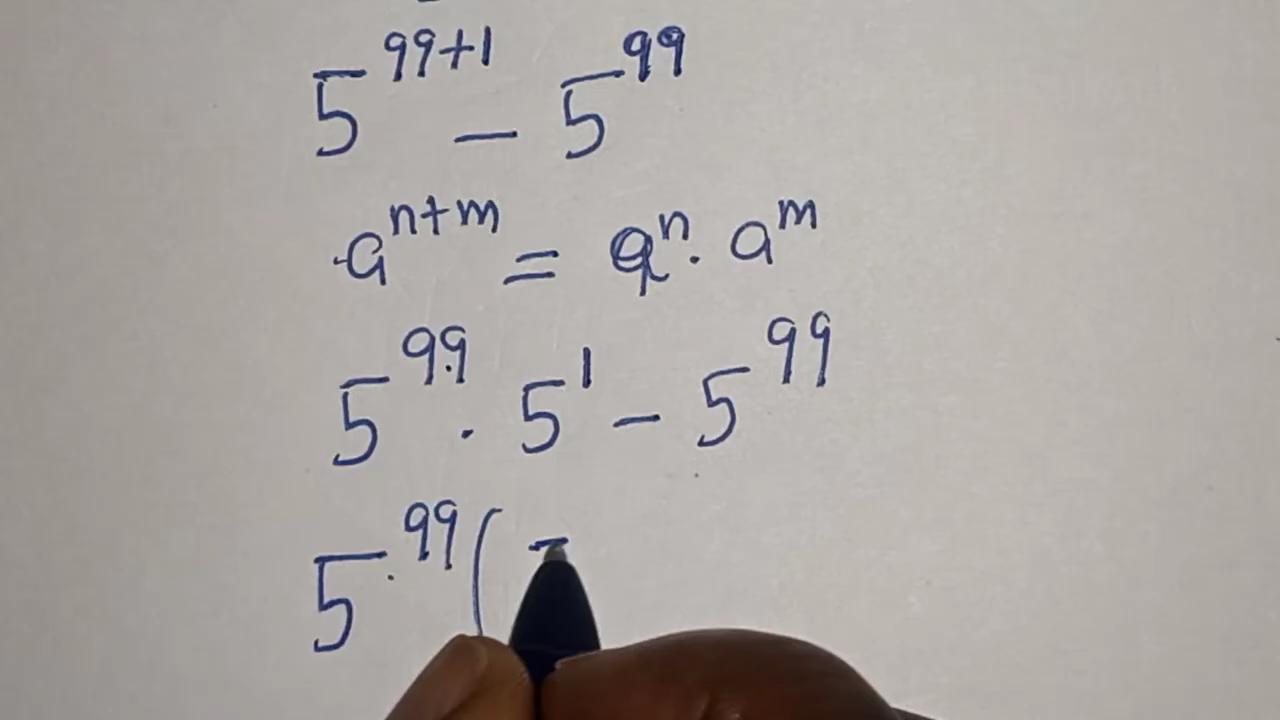 5^{99+1} - 5^{99}
a^{n+m} = a^n . a^m
5^{99} . 5^1 - 5^{99}
5^{99} (